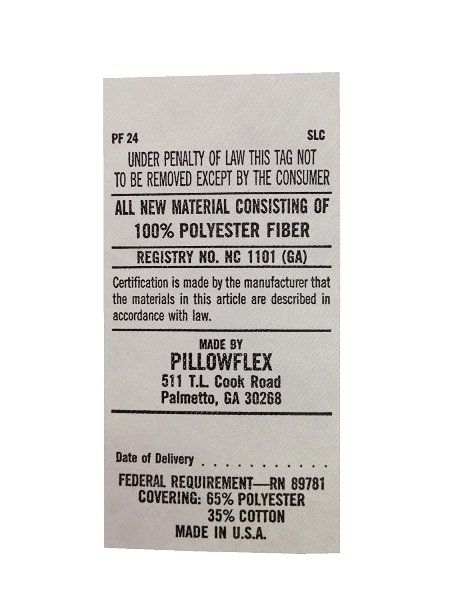 PF 24 SLC
UNDER PENALTY OF LAW THIS TAG NOT
TO BE REMOVED EXCEPT BY THE CONSUMER
ALL NEW MATERIAL CONSISTING OF
100% POLYESTER FIBER
REGISTRY NO. NC 1101 (GA)
Certification is made by the manufacturer that
the materials in this article are described in
accordance with law.
MADE BY
PILLOWFLEX
511 T.L. Cook Road
Palmetto, GA 30268
Date of Delivery . . . . . . . . . . .
FEDERAL REQUIREMENT—RN 89781
COVERING: 65% POLYESTER
35% COTTON
MADE IN U.S.A.